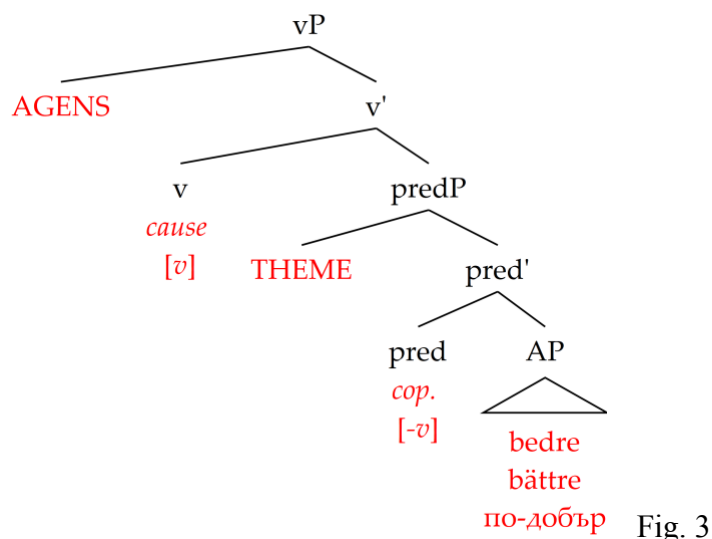 vP
AGENS v'
v predP
cause
[v] THEME pred'
pred AP
cop.
[-v]
bedre
bättre
по-добър Fig. 3